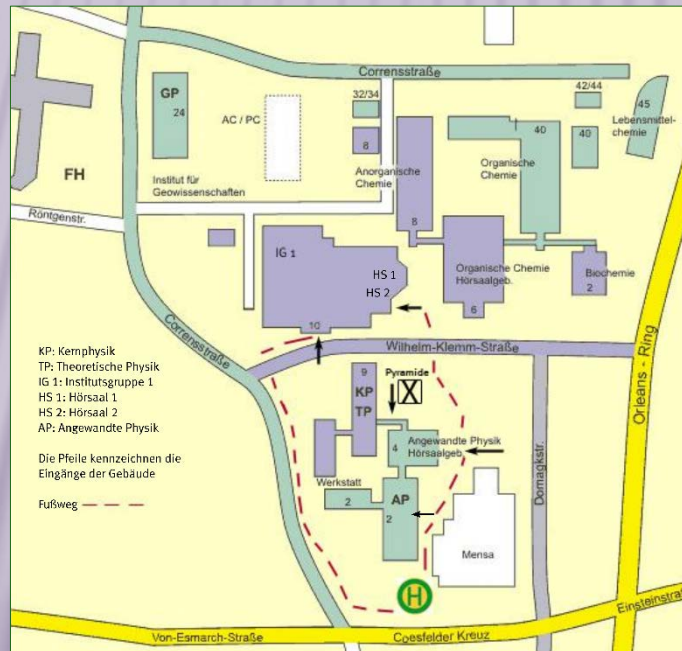 Corrensstraße
GP
24
AC / PC
32/34
8
42/44
45
Lebensmittel-
chemie
40
40
Organische
Chemie
Anorganische
Chemie
8
FH
Institut für
Geowissenschaften
Röntgenstr.
IG 1
HS 1
HS 2
10
Organische Chemie
Hörsaalgeb.
6
Biochemie
2
Corrensstraße
Wilhelm-Klemm-Straße
Orleans - Ring
KP: Kernphysik
TP: Theoretische Physik
IG 1: Institutsgruppe 1
HS 1: Hörsaal 1
HS 2: Hörsaal 2
AP: Angewandte Physik
Die Pfeile kennzeichnen die
Eingänge der Gebäude
Fußweg
9
KP
TP
Pyramide
X
4
Angewandte Physik
Hörsaalgeb.
Werkstatt
2
AP
2
Mensa
Domagkstr.
H
Von-Esmarch-Straße
Coesfelder Kreuz
Einsteinstraß